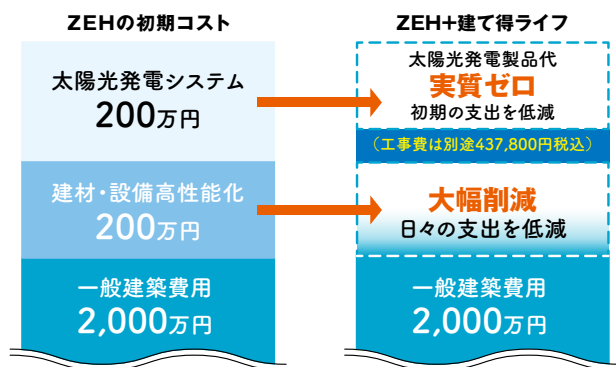 ZEHの初期コスト
太陽光発電システム
200万円
建材・設備高性能化
200万円
一般建築費用
2,000万円
ZEH+建て得ライフ
太陽光発電製品代
実質ゼロ
初期の支出を低減
（工事費は別途437,800円税込）
大幅削減
日々の支出を低減
一般建築費用
2,000万円